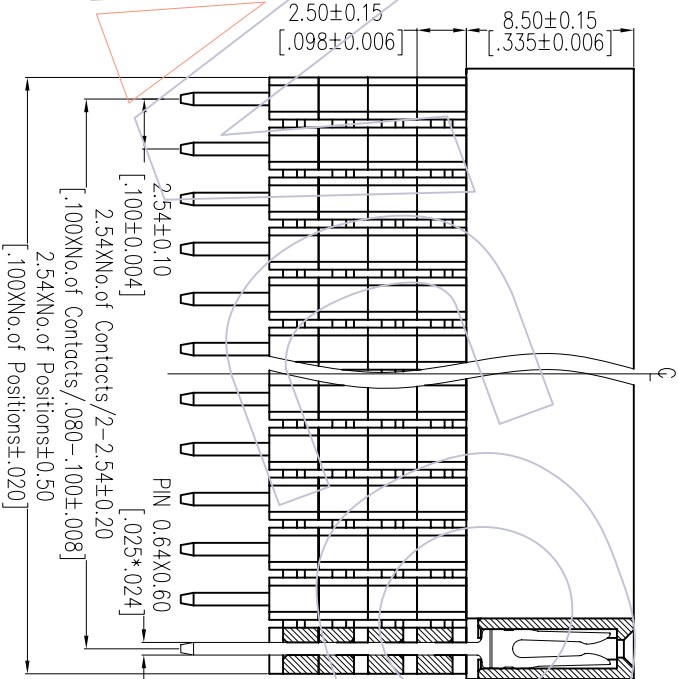 2.50±0.15
[.098±0.006]
8.50±0.15
[.335±0.006]
2.54±0.10
[.100±0.004]
2.54XNo.of Contacts/2-2.54±0.20
[.100XNo.of Contacts/.080-.100±.008]
2.54XNo.of Positions±0.50
[.100XNo.of Positions±.020]
PIN 0.64X0.60
[.025*.024]